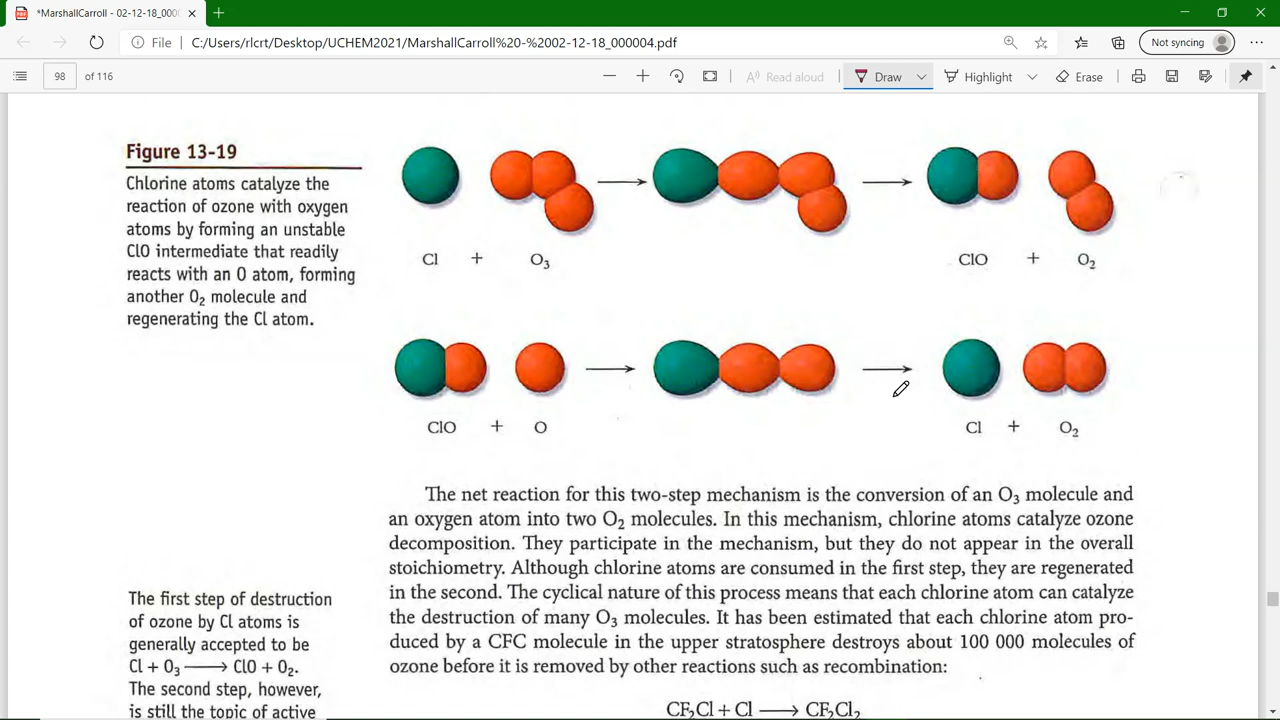 *MarshallCarroll - 02-12-18_000
File C:/Users/rlcrt/Desktop/UCHEM2021/MarshallCarroll%20-%2002-12-18_000004.pdf Not syncing
98 of 116 Read aloud Draw Highlight Erase
Figure 13-19
Chlorine atoms catalyze the
reaction of ozone with oxygen
atoms by forming an unstable
ClO intermediate that readily
reacts with an O atom, forming
another O₂ molecule and
regenerating the Cl atom.
Cl + O₃ ClO + O₂
ClO + O Cl + O₂
The net reaction for this two-step mechanism is the conversion of an O₃ molecule and
an oxygen atom into two O₂ molecules. In this mechanism, chlorine atoms catalyze ozone
decomposition. They participate in the mechanism, but they do not appear in the overall
stoichiometry. Although chlorine atoms are consumed in the first step, they are regenerated
in the second. The cyclical nature of this process means that each chlorine atom can catalyze
the destruction of many O₃ molecules. It has been estimated that each chlorine atom pro-
duced by a CFC molecule in the upper stratosphere destroys about 100 000 molecules of
ozone before it is removed by other reactions such as recombination:
CF₂Cl + Cl ⟶ CF₂Cl₂
The first step of destruction
of ozone by Cl atoms is
generally accepted to be
Cl + O₃ ⟶ ClO + O₂.
The second step, however,
is still the topic of active